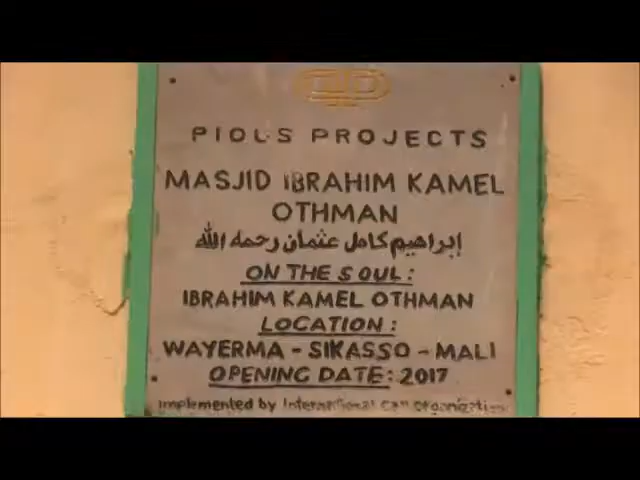 PIOUS PROJECTS
MASJID IBRAHIM KAMEL
OTHMAN
إبراهيم كامل عثمان رحمه الله
ON THE SOUL:
IBRAHIM KAMEL OTHMAN
LOCATION:
WAYERMA - SIKASSO - MALI
OPENING DATE: 2017
implemented by International organization